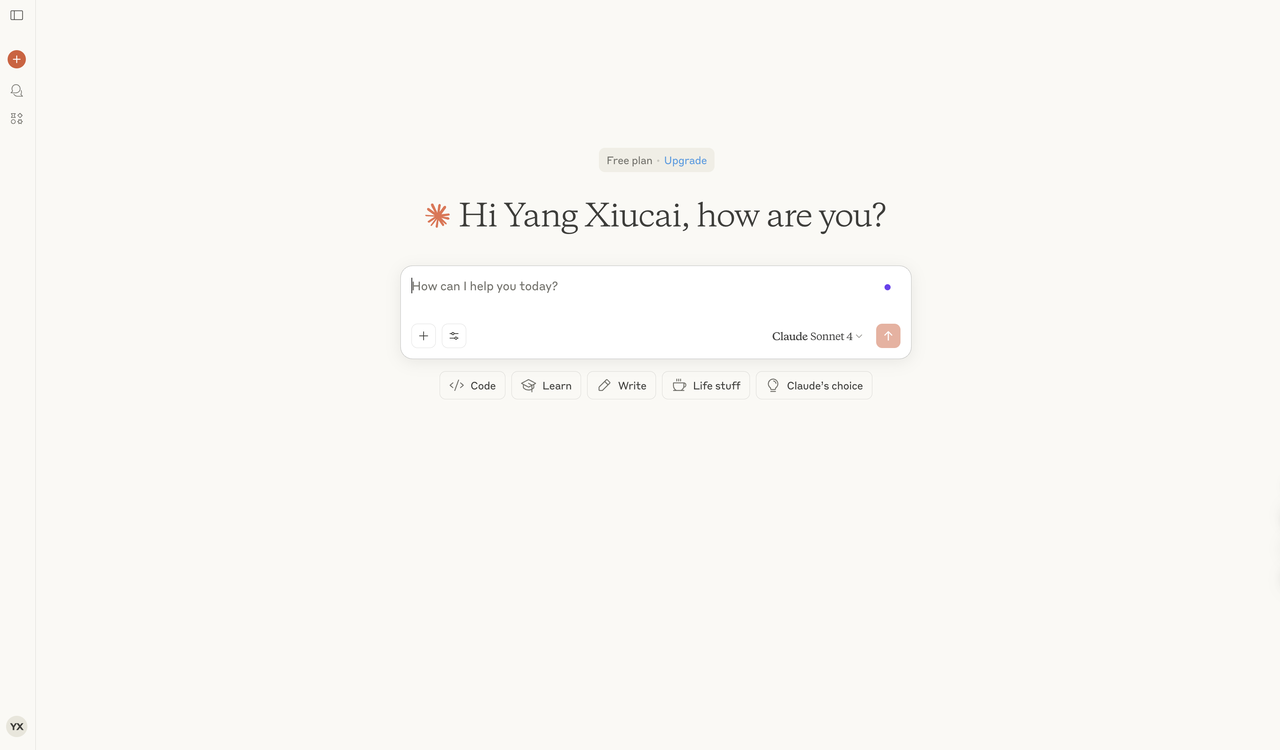 Free plan · Upgrade
Hi Yang Xiucai, how are you?
How can I help you today?
Claude Sonnet 4
Code
Learn
Write
Life stuff
Claude's choice
YX